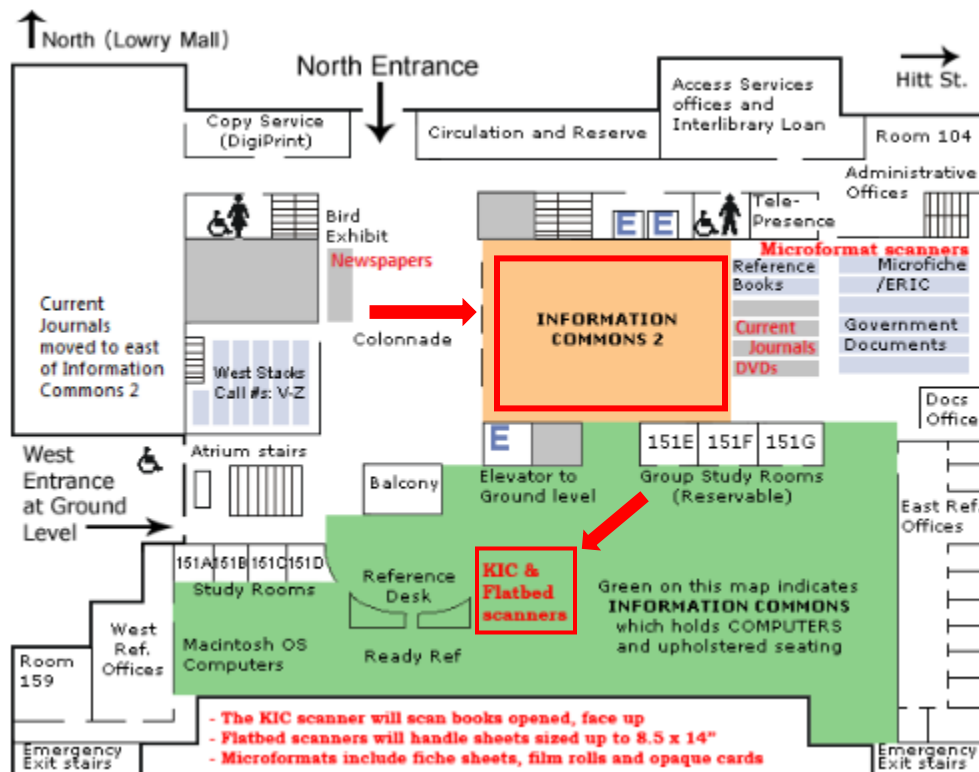 North (Lowry Mall)
North Entrance
Hitt St.
Copy Service
(DigiPrint)
Circulation and Reserve
Access Services
offices and
Interlibrary Loan
Room 104
Administrative
Offices
Bird
Exhibit
Newspapers
E E
Tele-
Presence
Microformat scanners
Reference
Books
Microfiche
/ERIC
Current
Journals
DVDs
Government
Documents
Current
Journals
moved to east
of Information
Commons 2
Colonnade
INFORMATION
COMMONS 2
West Stacks
Call #s: V-Z
Docs
Office
West
Entrance
at Ground
Level
Atrium stairs
Balcony
E
Elevator to
Ground level
151E 151F 151G
Group Study Rooms
(Reservable)
East Ref.
Offices
151A 151B 151C 151D
Study Rooms
Reference
Desk
Ready Ref
KIC &
Flatbed
scanners
Green on this map indicates
INFORMATION COMMONS
which holds COMPUTERS
and upholstered seating
Macintosh OS
Computers
West
Ref.
Offices
Room
159
- The KIC scanner will scan books opened, face up
- Flatbed scanners will handle sheets sized up to 8.5 x 14"
- Microformats include fiche sheets, film rolls and opaque cards
Emergency
Exit stairs
Emergency
Exit stairs